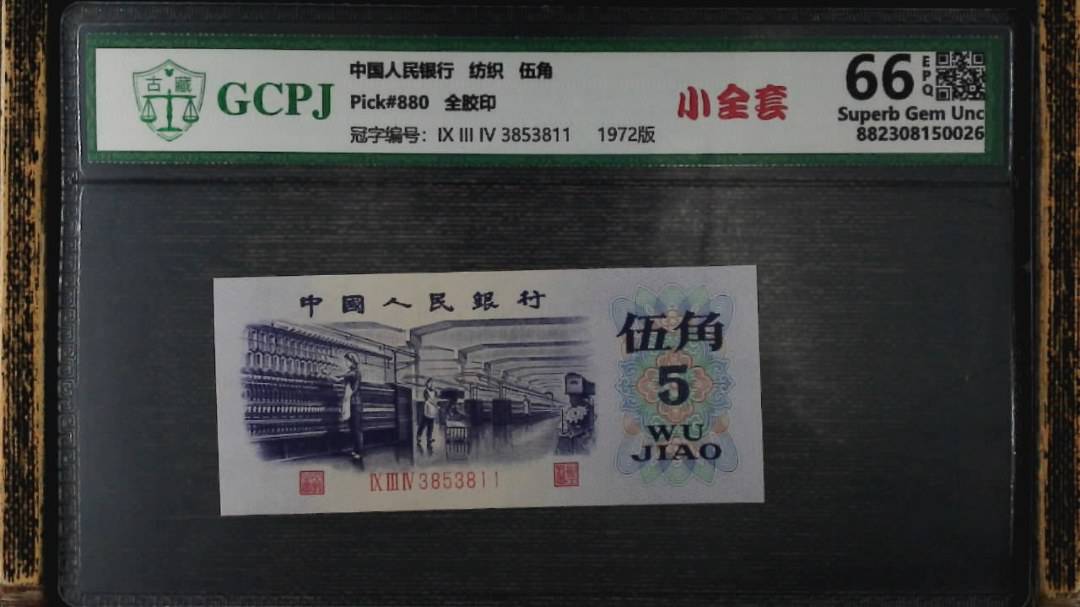 古藏
GCPJ
中国人民银行 纺织 伍角
Pick#880 全胶印
冠字编号: IX III IV 3853811 1972版
小全套
66 EPQ
Superb Gem Unc
882308150026
中國人民銀行
伍角
5
WU
JIAO
IX III IV 3853811